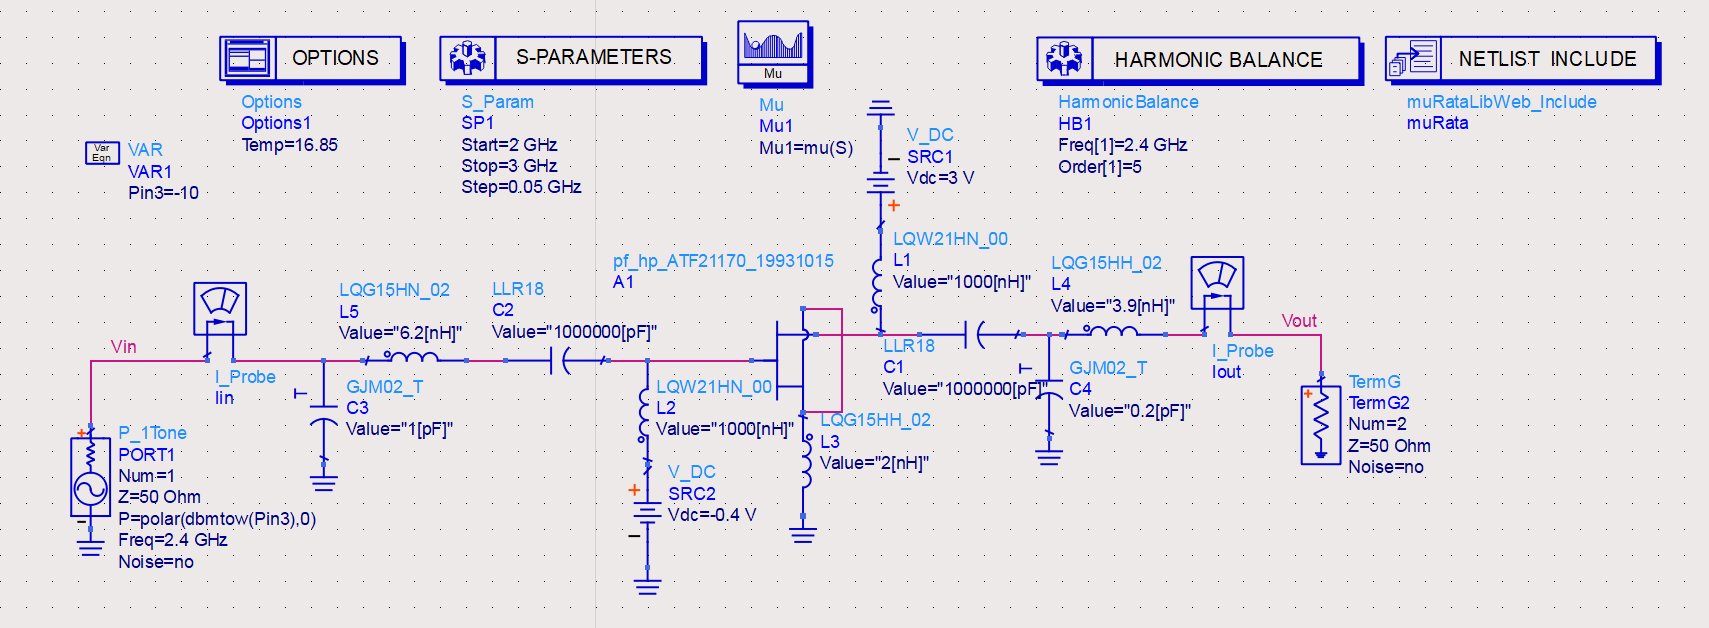 OPTIONS
Options
Options1
Temp=16.85
S-PARAMETERS
S_Param
SP1
Start=2 GHz
Stop=3 GHz
Step=0.05 GHz
Mu
Mu
Mu1
Mu1=mu(S)
HARMONIC BALANCE
HarmonicBalance
HB1
Freq[1]=2.4 GHz
Order[1]=5
NETLIST INCLUDE
muRataLibWeb_Include
muRata
Var
Eqn
VAR
VAR1
Pin3=-10
V_DC
SRC1
Vdc=3 V
LQW21HN_00
L1
Value="1000[nH]"
pf_hp_ATF21170_19931015
A1
LQG15HH_02
L4
Value="3.9[nH]"
LQG15HN_02
L5
Value="6.2[nH]"
LLR18
C2
Value="1000000[pF]"
Vin
I_Probe
Iin
GJM02_T
C3
Value="1[pF]"
P_1Tone
PORT1
Num=1
Z=50 Ohm
P=polar(dbmtow(Pin3),0)
Freq=2.4 GHz
Noise=no
LQW21HN_00
L2
Value="1000[nH]"
V_DC
SRC2
Vdc=-0.4 V
LQG15HH_02
L3
Value="2[nH]"
LLR18
C1
Value="1000000[pF]"
GJM02_T
C4
Value="0.2[pF]"
I_Probe
Iout
Vout
TermG
TermG2
Num=2
Z=50 Ohm
Noise=no